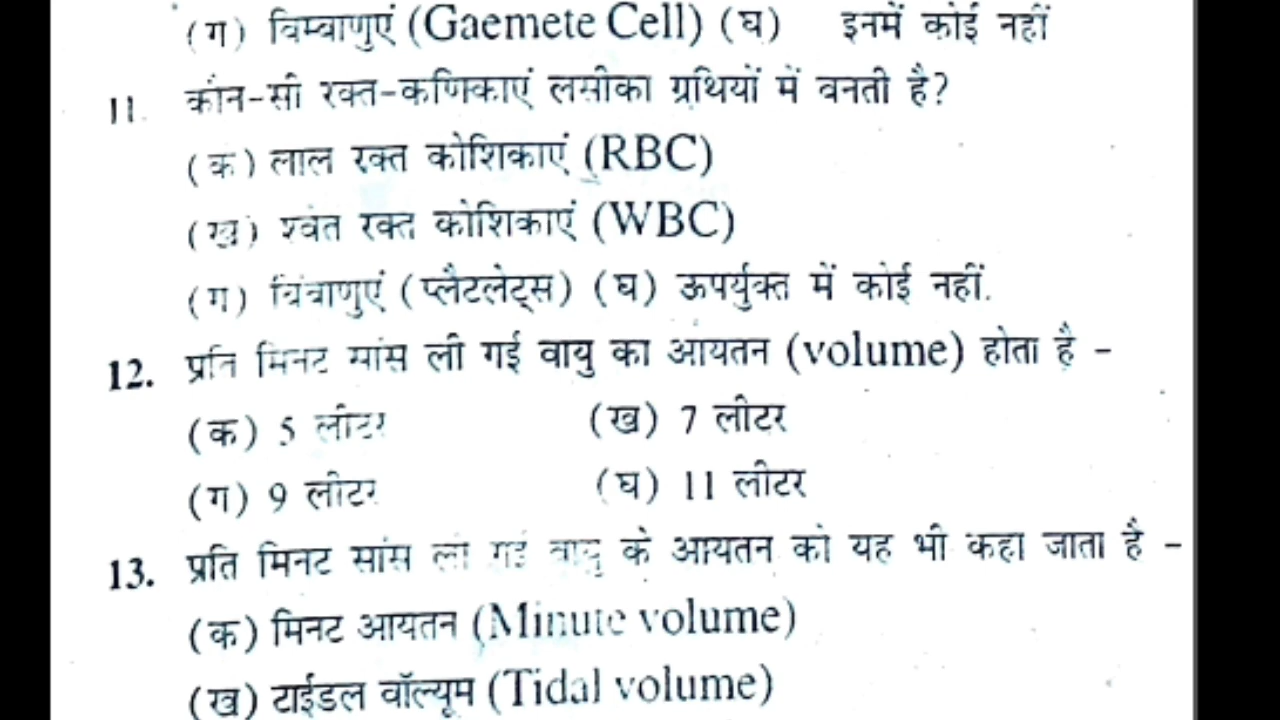 (ग) विम्वाणुएं (Gaemete Cell) (घ) इनमें कोई नहीं
11. कौन-सी रक्त-कणिकाएं लसीका ग्रथियों में वनती है?
(क) लाल रक्त कोशिकाएं (RBC)
(ख) श्वेत रक्त कोशिकाएं (WBC)
(ग) विंवाणुएं (प्लैटलेट्स) (घ) ऊपर्युक्त में कोई नहीं.
12. प्रति मिनट सांस ली गई वायु का आयतन (volume) होता है -
(क) 5 लीटर (ख) 7 लीटर
(ग) 9 लीटर (घ) 11 लीटर
13. प्रति मिनट सांस ली गई वायु के आयतन को यह भी कहा जाता है -
(क) मिनट आयतन (Minute volume)
(ख) टाईडल वॉल्यूम (Tidal volume)